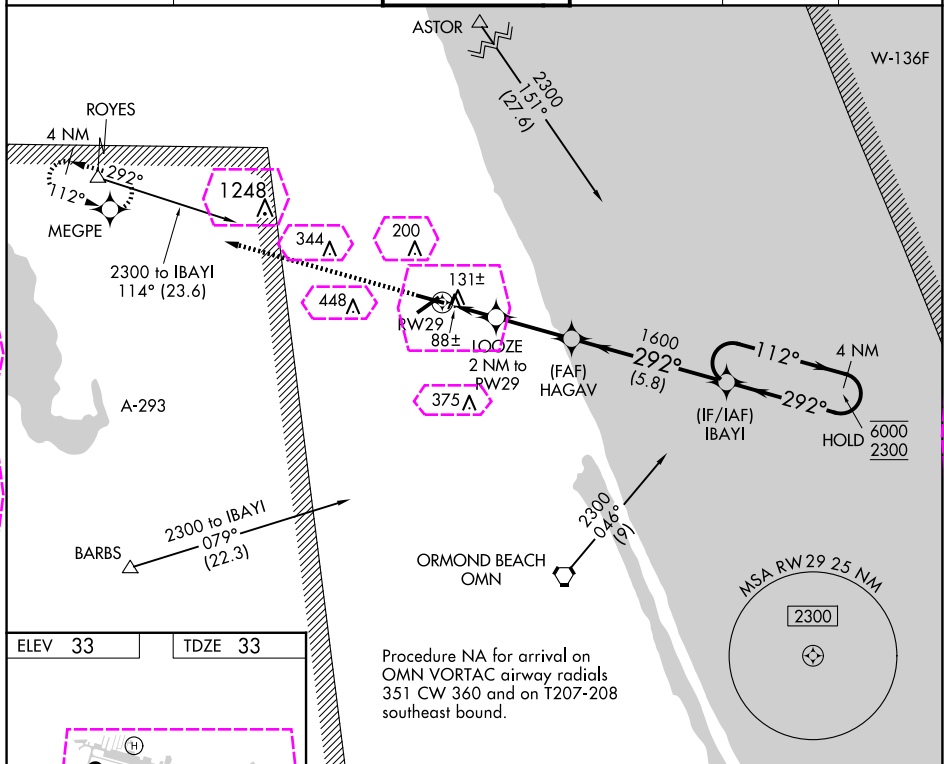 ASTOR
W-136F
2300
151°
(27.6)
ROYES
4 NM
292°
112°
MEGPE
1248
344
200
2300 to IBAYI
114° (23.6)
448
131±
RW29
88±
LOOZE
2 NM to
RW29
1600
292°
(5.8)
(FAF)
HAGAV
112°
4 NM
292°
(IF/IAF)
IBAYI
HOLD
6000
2300
375
A-293
2300 to IBAYI
079°
(22.3)
BARBS
2300
046°
(9)
ORMOND BEACH
OMN
MSA RW29 25 NM
2300
ELEV 33
TDZE 33
Procedure NA for arrival on
OMN VORTAC airway radials
351 CW 360 and on T207-208
southeast bound.
H